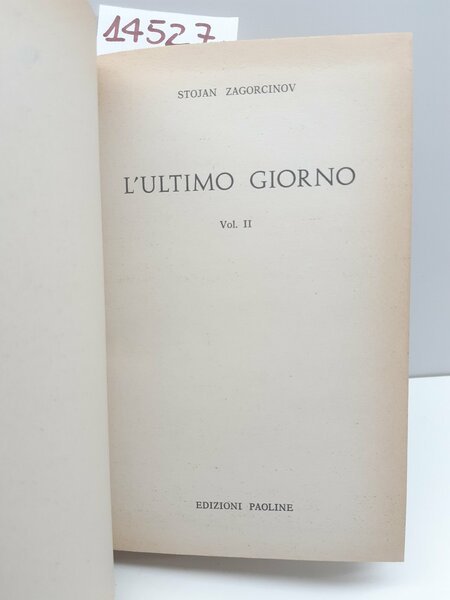 14527
STOJAN ZAGORCINOV
L'ULTIMO GIORNO
Vol. II
EDIZIONI PAOLINE